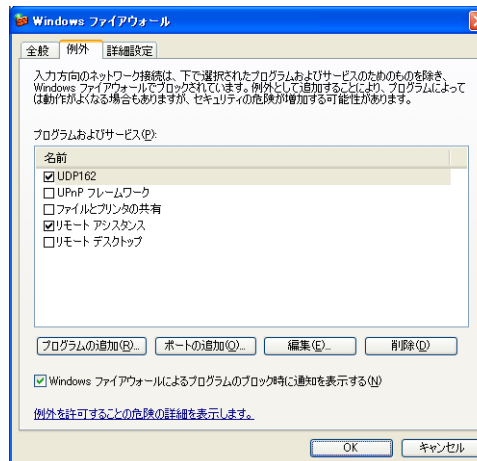 Windows ファイアウォール
全般 例外 詳細設定
入力方向のネットワーク接続は、下で選択されたプログラムおよびサービスのためのものを除き、
Windows ファイアウォールでブロックされています。例外として追加することにより、プログラムによって
は動作がよくなる場合もありますが、セキュリティの危険が増加する可能性があります。
プログラムおよびサービス(P):
名前
UDP162
UPnP フレームワーク
ファイルとプリンタの共有
リモート アシスタンス
リモート デスクトップ
プログラムの追加(R)... ポートの追加(O)... 編集(E)... 削除(D)
Windows ファイアウォールによるプログラムのブロック時に通知を表示する(N)
例外を許可することの危険の詳細を表示します。
OK キャンセル